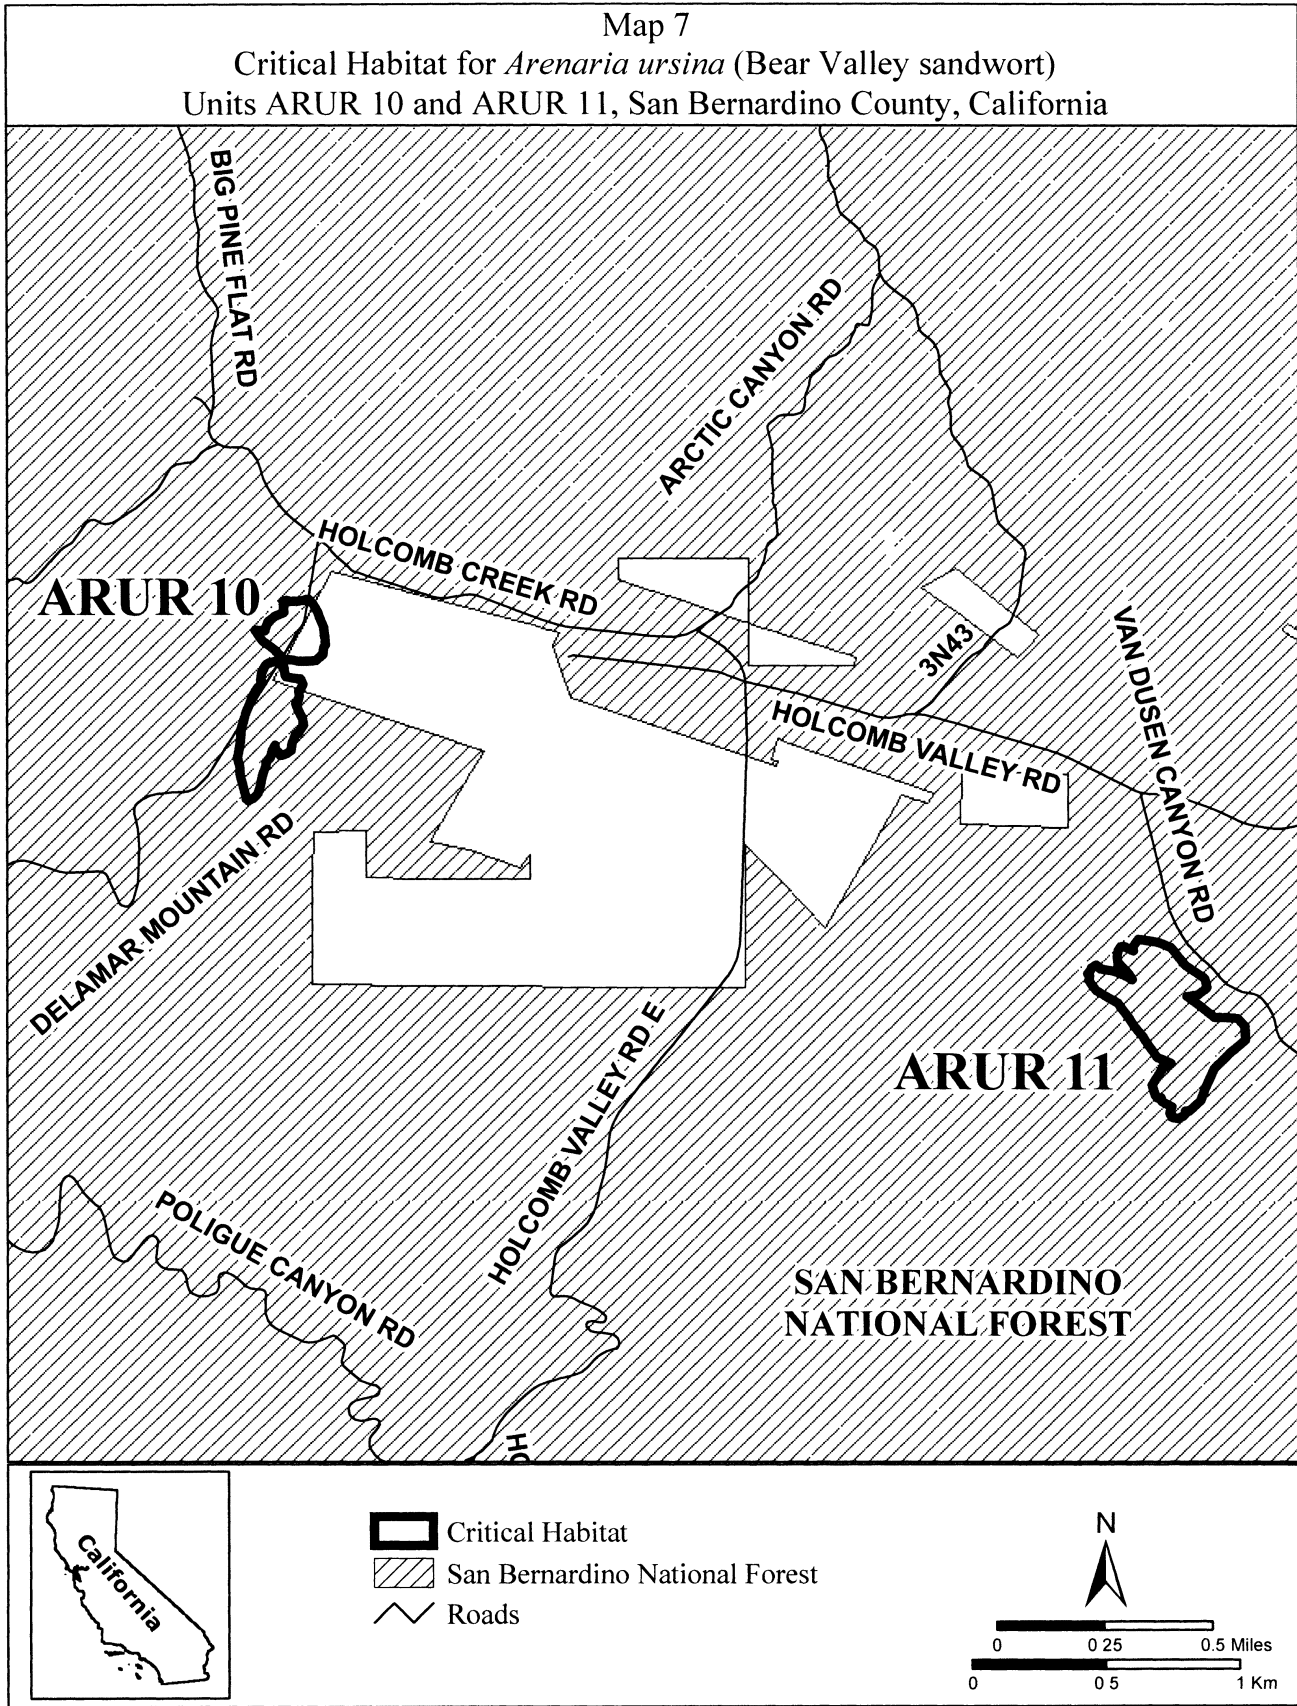 Map 7
Critical Habitat for Arenaria ursina (Bear Valley sandwort)
Units ARUR 10 and ARUR 11, San Bernardino County, California
BIG PINE FLAT RD
ARCTIC CANYON RD
HOLCOMB CREEK RD
ARUR 10
3N43
VAN DUSEN CANYON RD
HOLCOMB VALLEY RD
DELAMAR MOUNTAIN RD
ARUR 11
HOLCOMB VALLEY RD E
POLIGUE CANYON RD
SAN BERNARDINO
NATIONAL FOREST
HO
California
Critical Habitat
San Bernardino National Forest
Roads
N
0 0 25 0.5 Miles
0 0 5 1 Km